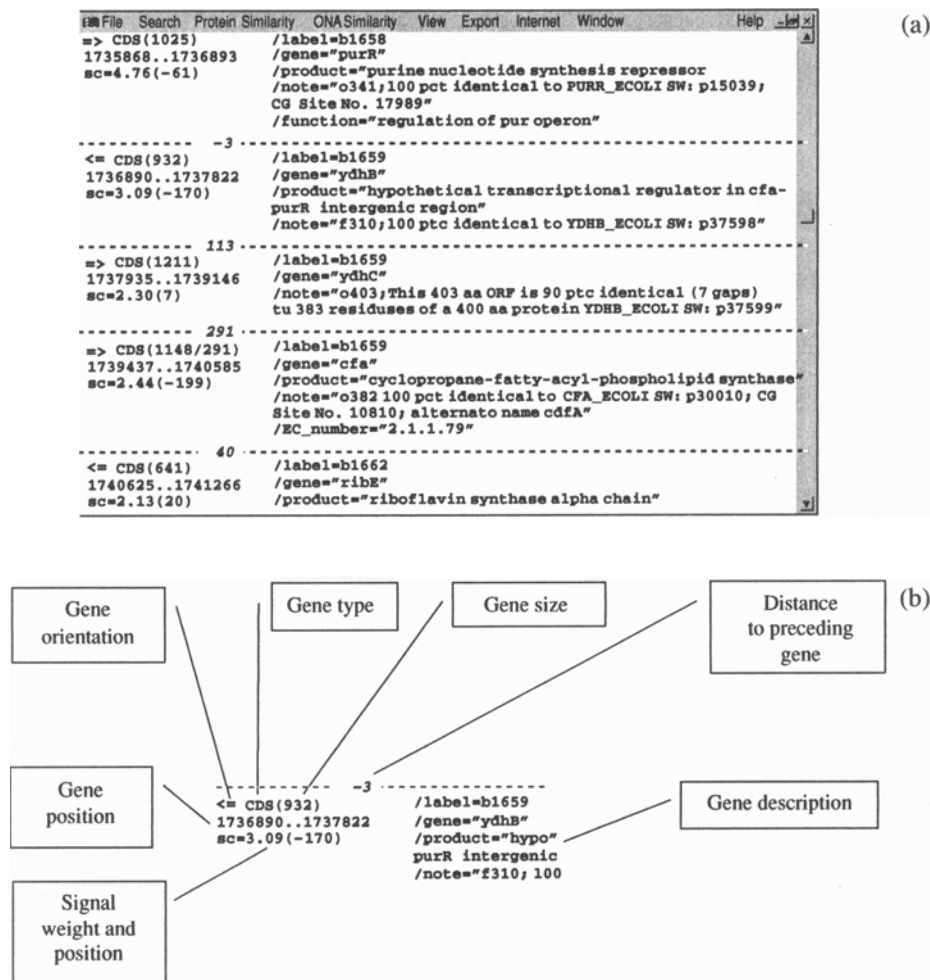 File Search Protein Similarity ONA Similarity View Export Internet Window Help
(a)
=> CDS(1025) /label=b1658
1735868..1736893 /gene="purR"
sc=4.76(-61) /product="purine nucleotide synthesis repressor
/note="o341;100 pct identical to PURR_ECOLI SW: p15039;
CG Site No. 17989"
/function="regulation of pur operon"
-3
<= CDS(932) /label=b1659
1736890..1737822 /gene="ydhB"
sc=3.09(-170) /product="hypothetical transcriptional regulator in cfa-
purR intergenic region"
/note="f310;100 ptc identical to YDHB_ECOLI SW: p37598"
113
=> CDS(1211) /label=b1659
1737935..1739146 /gene="ydhC"
sc=2.30(7) /note="o403;This 403 aa ORF is 90 ptc identical (7 gaps)
tu 383 residuses of a 400 aa protein YDHB_ECOLI SW: p37599"
291
=> CDS(1148/291) /label=b1659
1739437..1740585 /gene="cfa"
sc=2.44(-199) /product="cyclopropane-fatty-acyl-phospholipid synthase"
/note="o382 100 pct identical to CFA_ECOLI SW: p30010; CG
Site No. 10810; alternato name cdfA"
/EC_number="2.1.1.79"
40
<= CDS(641) /label=b1662
1740625..1741266 /gene="ribE"
sc=2.13(20) /product="riboflavin synthase alpha chain"
(b)
Gene
orientation
Gene type
Gene size
Distance
to preceding
gene
Gene
position
-3
<= CDS(932) /label=b1659
1736890..1737822 /gene="ydhB"
sc=3.09(-170) /product="hypo"
purR intergenic
/note="f310; 100
Gene description
Signal
weight and
position